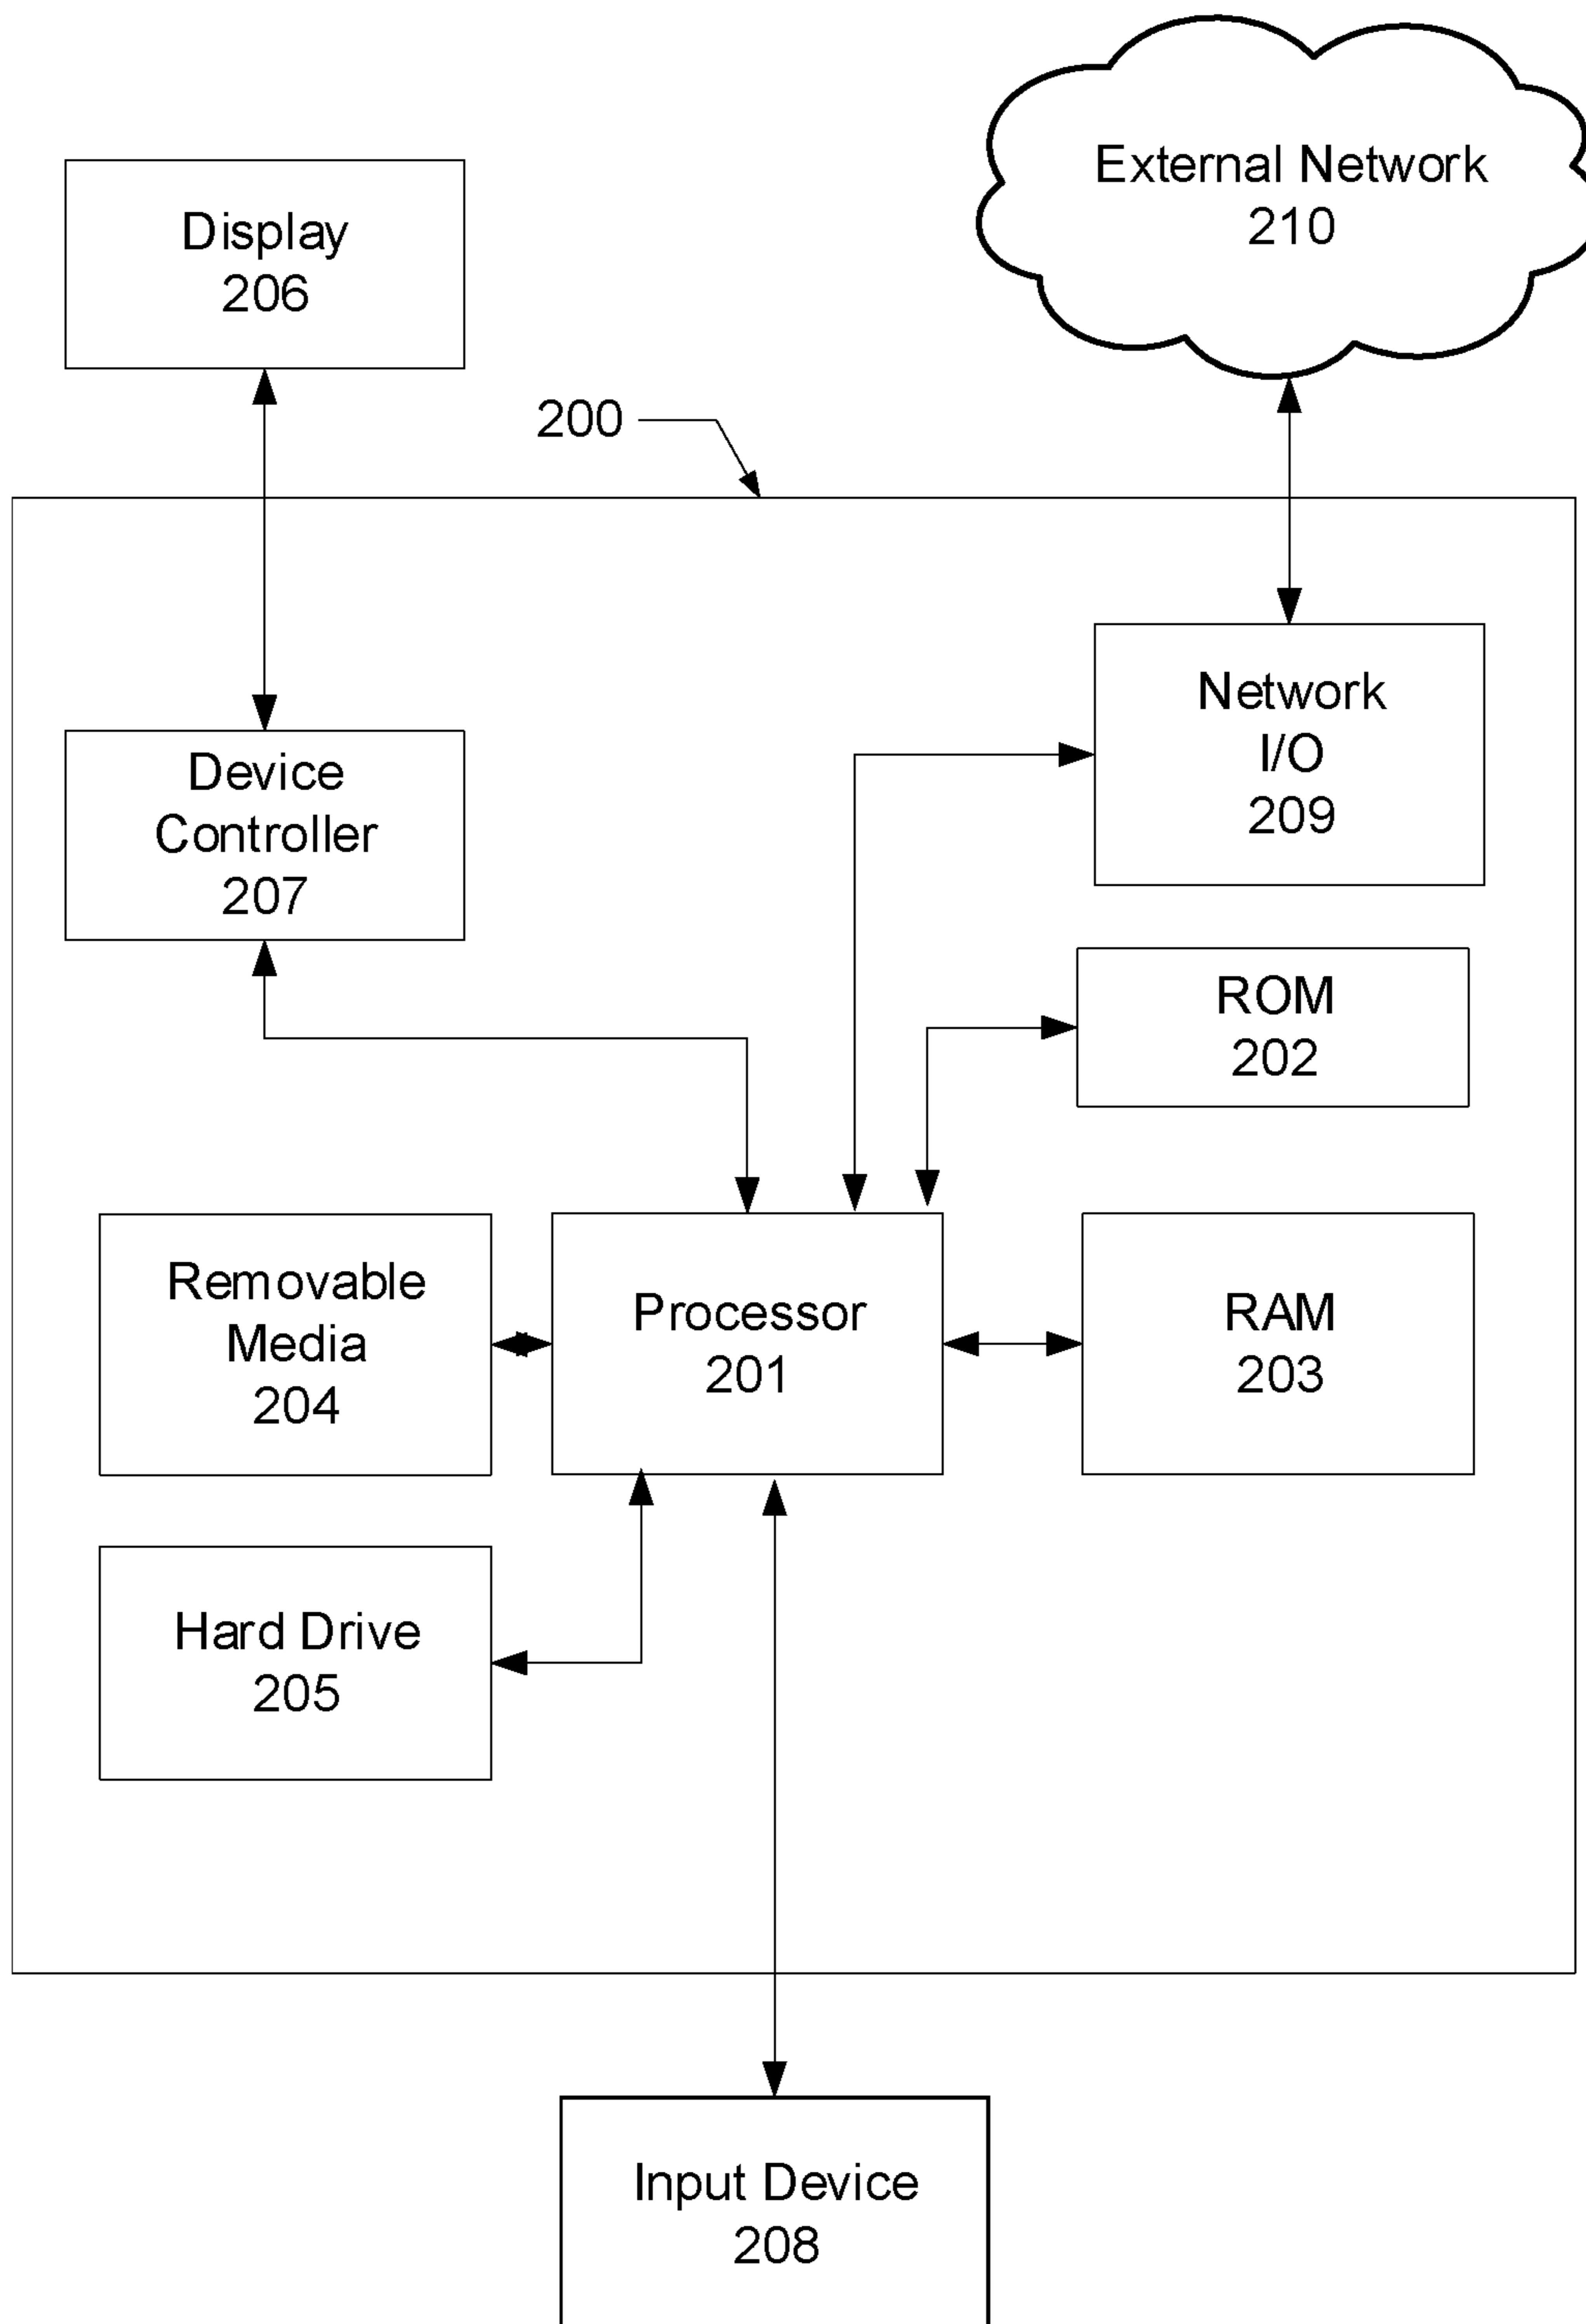 External Network
210
Display
206
200
Network
I/O
209
Device
Controller
207
ROM
202
Removable
Media
204
Processor
201
RAM
203
Hard Drive
205
Input Device
208